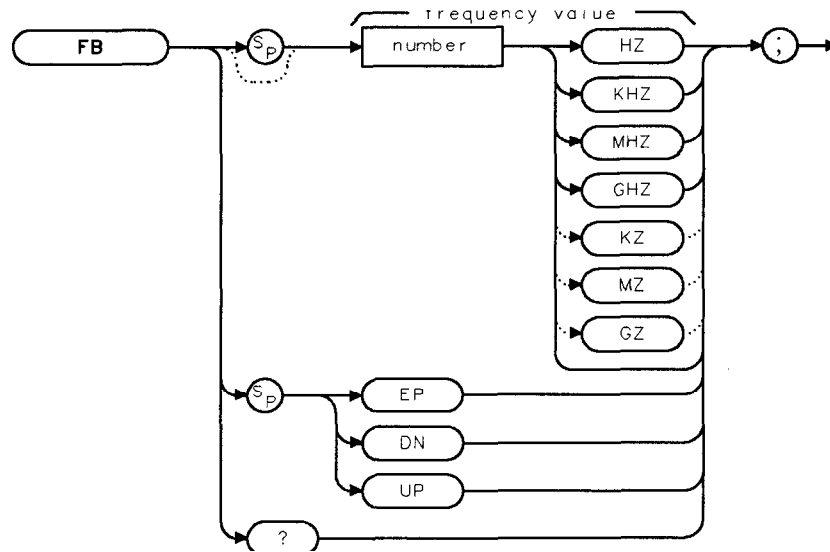 frequency value
FB
SP
number
HZ
;
KHZ
MHZ
GHZ
KZ
MZ
GZ
SP
EP
DN
UP
?